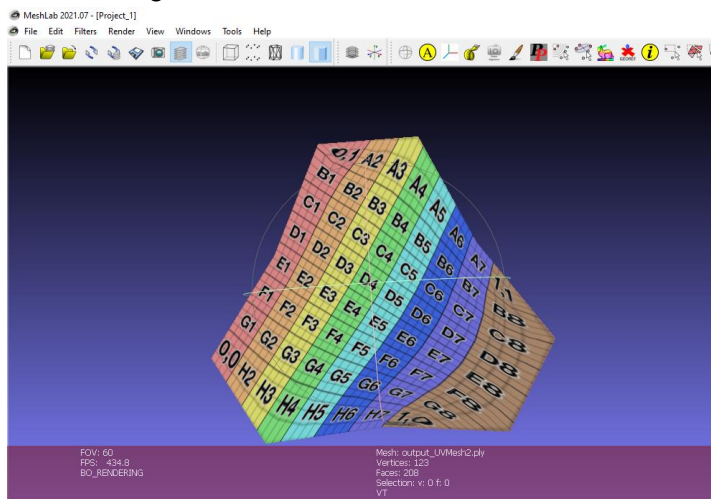 MeshLab 2021.07 - [Project_1]
File Edit Filters Render View Windows Tools Help
0,1 A2 A3 A4 A5 A6 A7 1,1
B1 B2 B3 B4 B5 B6 B7 B8
C1 C2 C3 C4 C5 C6 C7 C8
D1 D2 D3 D4 D5 D6 D7 D8
E1 E2 E3 E4 E5 E6 E7 E8
F1 F2 F3 F4 F5 F6 F7 F8
G1 G2 G3 G4 G5 G6 G7 G8
0,0 H2 H3 H4 H5 H6 H7 1,0
FOV: 60
FPS: 434.8
BO_RENDERING
Mesh: output_UVMesh2.ply
Vertices: 123
Faces: 208
Selection: v: 0 f: 0
VT